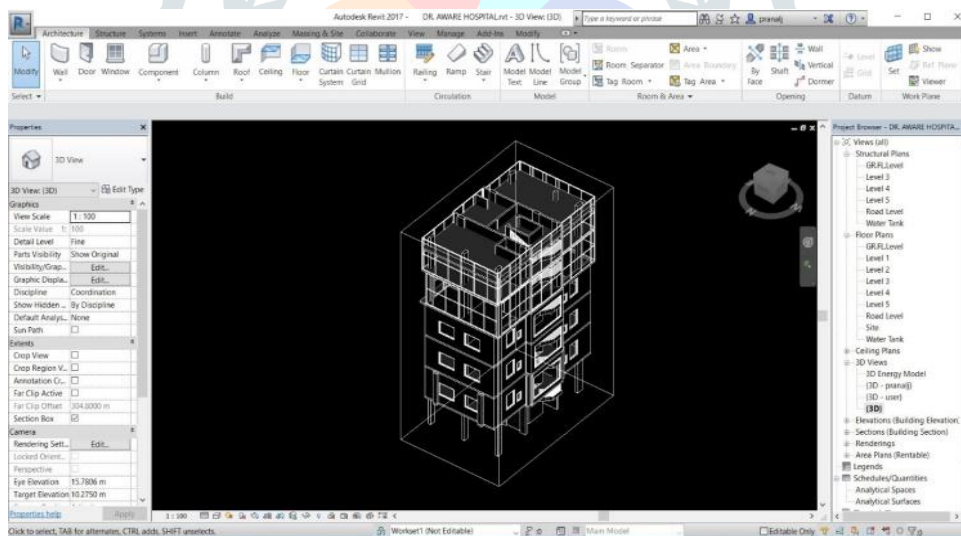 Autodesk Revit 2017 - DR. AWARE HOSPITAL.rvt - 3D View: {3D}
Type a keyword or phrase
pranalj
Architecture Structure Systems Insert Annotate Analyze Massing & Site Collaborate View Manage Add-Ins Modify
Modify
Wall
Door
Window
Component
Column
Roof
Ceiling
Floor
Curtain System
Curtain Grid
Mullion
Railing
Ramp
Stair
Model Text
Model Line
Model Group
Room
Room Separator
Tag Room
Area
Area Boundary
Tag Area
By Face
Shaft
Wall
Vertical
Dormer
Level
Grid
Set
Show
Ref Plane
Viewer
Select
Build
Circulation
Model
Room & Area
Opening
Datum
Work Plane
Properties
3D View
3D View: {3D}
Edit Type
Graphics
View Scale 1 : 100
Scale Value 1: 100
Detail Level Fine
Parts Visibility Show Original
Visibility/Grap... Edit...
Graphic Displa... Edit...
Discipline Coordination
Show Hidden ... By Discipline
Default Analys... None
Sun Path
Extents
Crop View
Crop Region V...
Annotation Cr...
Far Clip Active
Far Clip Offset 304.8000 m
Section Box
Camera
Rendering Sett... Edit...
Locked Orient...
Perspective
Eye Elevation 15.7806 m
Target Elevation 10.2750 m
Properties help
Apply
Project Browser - DR. AWARE HOSPITA...
Views (all)
Structural Plans
GR.FL.Level
Level 3
Level 4
Level 5
Road Level
Water Tank
Floor Plans
GR.FL.Level
Level 1
Level 2
Level 3
Level 4
Level 5
Road Level
Site
Water Tank
Ceiling Plans
3D Views
3D Energy Model
{3D - pranalj}
{3D - user}
{3D}
Elevations (Building Elevation)
Sections (Building Section)
Renderings
Area Plans (Rentable)
Legends
Schedules/Quantities
Analytical Spaces
Analytical Surfaces
1 : 100
Click to select, TAB for alternates, CTRL adds, SHIFT unselects.
Workset1 (Not Editable)
:0
Main Model
Editable Only
:0